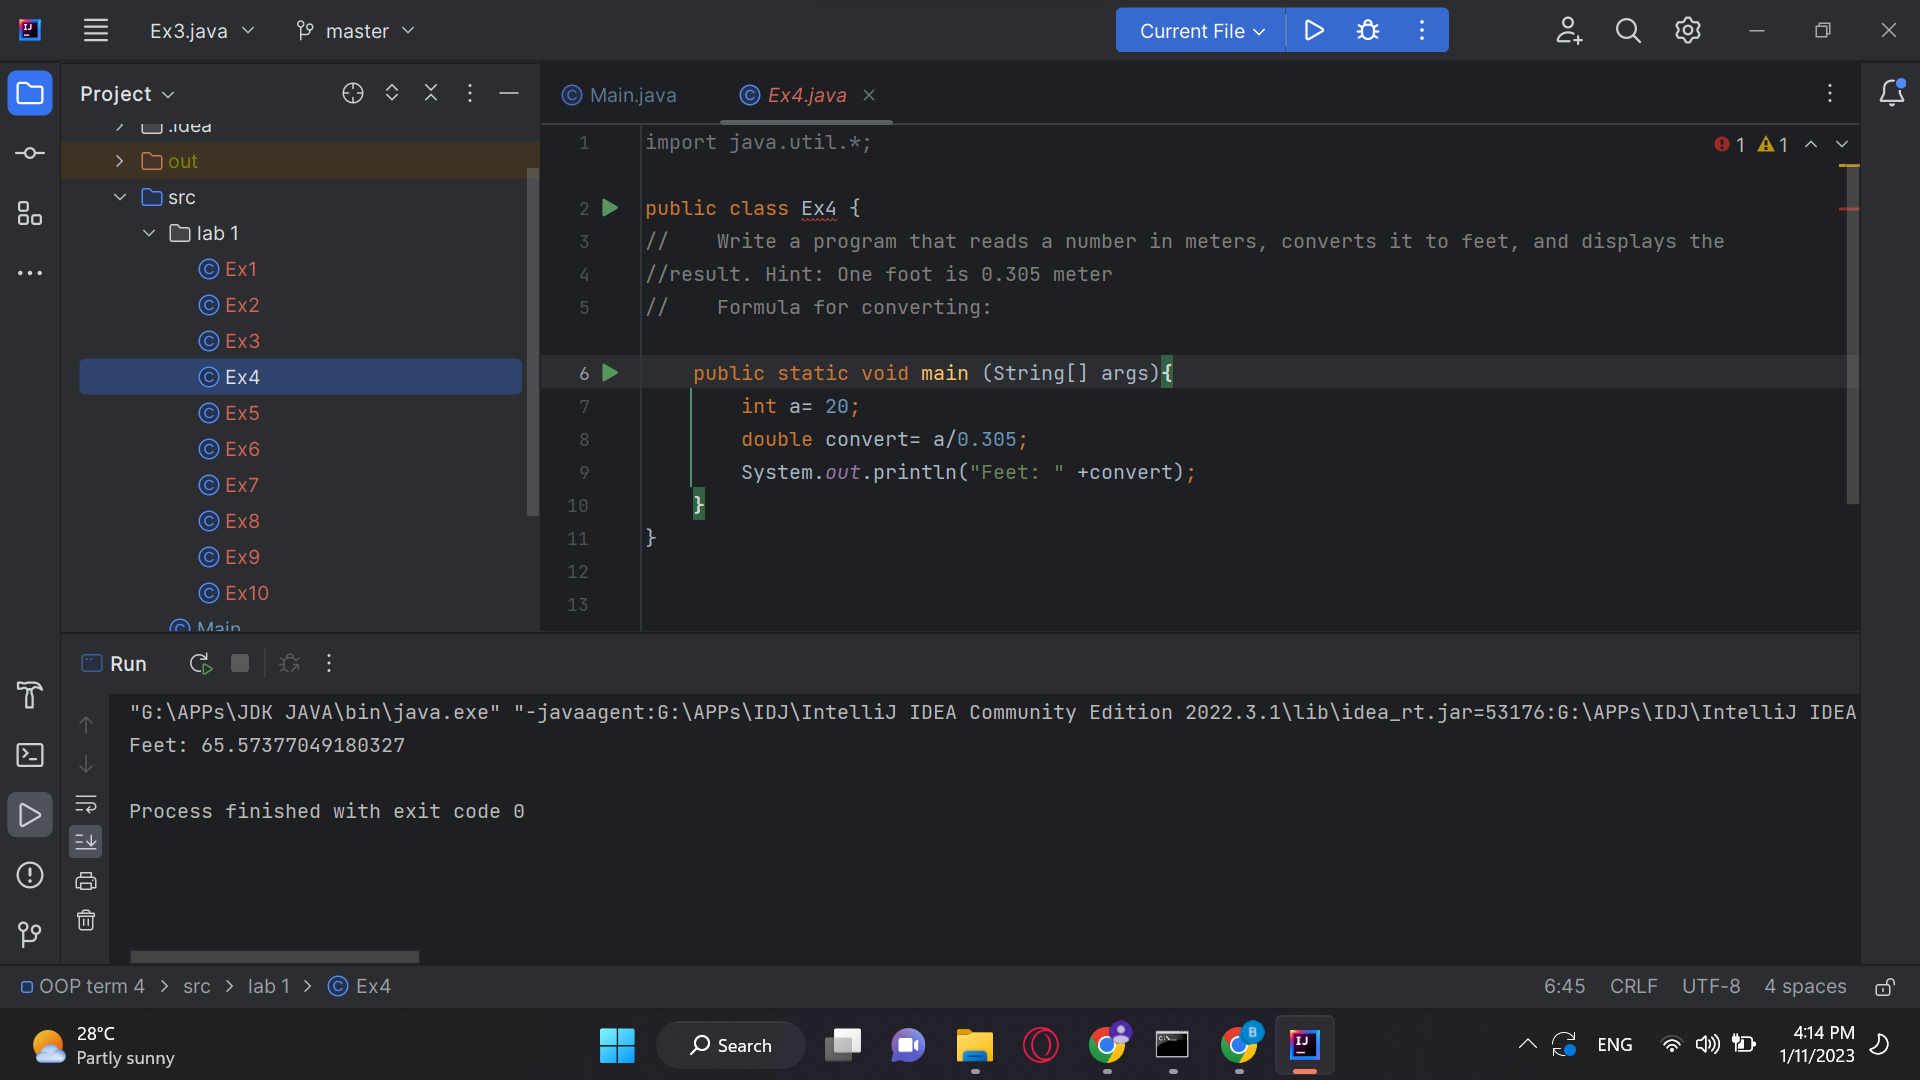 Ex3.java
master
Current File
Project
Main.java
Ex4.java
.idea
out
src
lab 1
Ex1
Ex2
Ex3
Ex4
Ex5
Ex6
Ex7
Ex8
Ex9
Ex10
Main
1 import java.util.*;
1 1
2 public class Ex4 {
3 //    Write a program that reads a number in meters, converts it to feet, and displays the
4 //result. Hint: One foot is 0.305 meter
5 //    Formula for converting:
6     public static void main (String[] args){
7         int a= 20;
8         double convert= a/0.305;
9         System.out.println("Feet: " +convert);
10     }
11 }
12
13
Run
"G:\APPs\JDK JAVA\bin\java.exe" "-javaagent:G:\APPs\IDJ\IntelliJ IDEA Community Edition 2022.3.1\lib\idea_rt.jar=53176:G:\APPs\IDJ\IntelliJ IDEA
Feet: 65.57377049180327
Process finished with exit code 0
OOP term 4 > src > lab 1 > Ex4
6:45 CRLF UTF-8 4 spaces
28°C
Partly sunny
Search
B
IJ
ENG
4:14 PM
1/11/2023